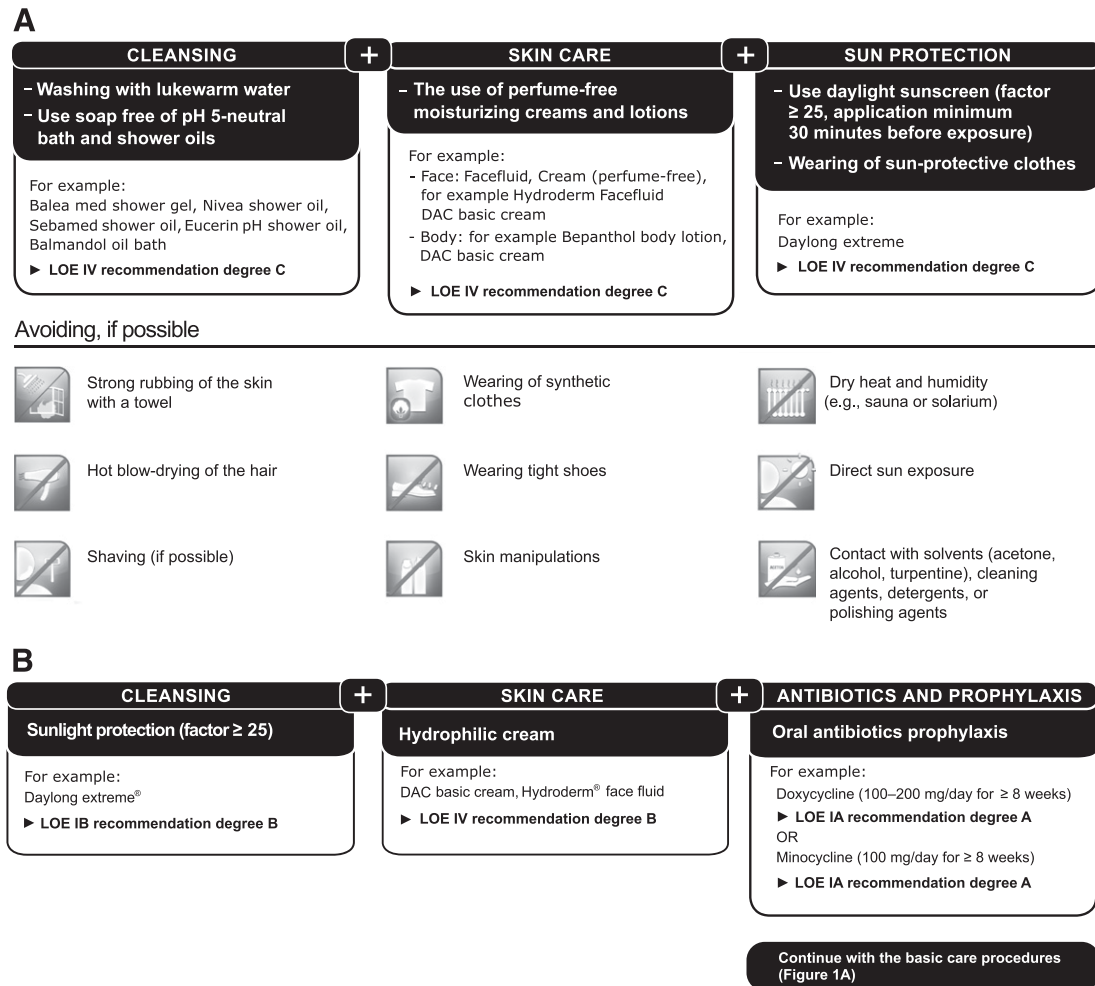 A
CLEANSING + SKIN CARE + SUN PROTECTION
– Washing with lukewarm water
– Use soap free of pH 5-neutral
bath and shower oils
For example:
Balea med shower gel, Nivea shower oil,
Sebamed shower oil, Eucerin pH shower oil,
Balmandol oil bath
► LOE IV recommendation degree C
– The use of perfume-free
moisturizing creams and lotions
For example:
- Face: Facefluid, Cream (perfume-free),
for example Hydroderm Facefluid
DAC basic cream
- Body: for example Bepanthol body lotion,
DAC basic cream
► LOE IV recommendation degree C
– Use daylight sunscreen (factor
≥ 25, application minimum
30 minutes before exposure)
– Wearing of sun-protective clothes
For example:
Daylong extreme
► LOE IV recommendation degree C
Avoiding, if possible
Strong rubbing of the skin
with a towel
Wearing of synthetic
clothes
Dry heat and humidity
(e.g., sauna or solarium)
Hot blow-drying of the hair
Wearing tight shoes
Direct sun exposure
Shaving (if possible)
Skin manipulations
Contact with solvents (acetone,
alcohol, turpentine), cleaning
agents, detergents, or
polishing agents
B
CLEANSING + SKIN CARE + ANTIBIOTICS AND PROPHYLAXIS
Sunlight protection (factor ≥ 25)
For example:
Daylong extreme®
► LOE IB recommendation degree B
Hydrophilic cream
For example:
DAC basic cream, Hydroderm® face fluid
► LOE IV recommendation degree B
Oral antibiotics prophylaxis
For example:
Doxycycline (100–200 mg/day for ≥ 8 weeks)
► LOE IA recommendation degree A
OR
Minocycline (100 mg/day for ≥ 8 weeks)
► LOE IA recommendation degree A
Continue with the basic care procedures
(Figure 1A)